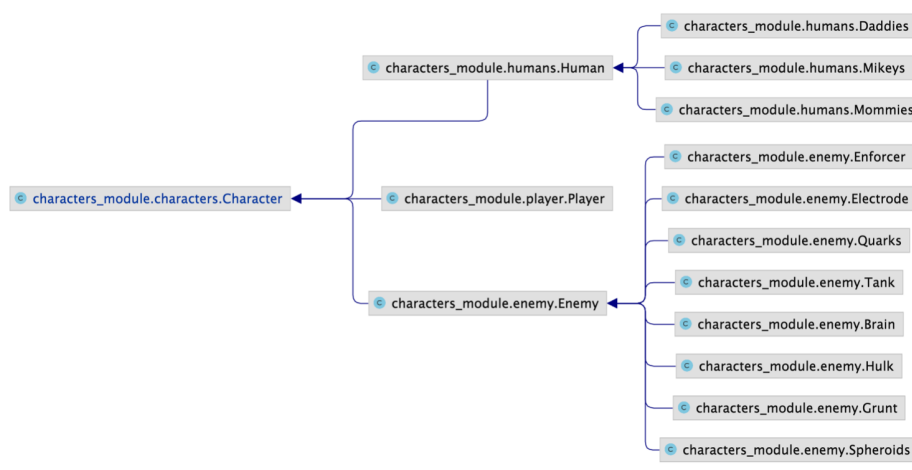 characters_module.humans.Daddies
characters_module.humans.Human
characters_module.humans.Mikeys
characters_module.humans.Mommies
characters_module.enemy.Enforcer
characters_module.characters.Character
characters_module.player.Player
characters_module.enemy.Electrode
characters_module.enemy.Quarks
characters_module.enemy.Tank
characters_module.enemy.Enemy
characters_module.enemy.Brain
characters_module.enemy.Hulk
characters_module.enemy.Grunt
characters_module.enemy.Spheroids